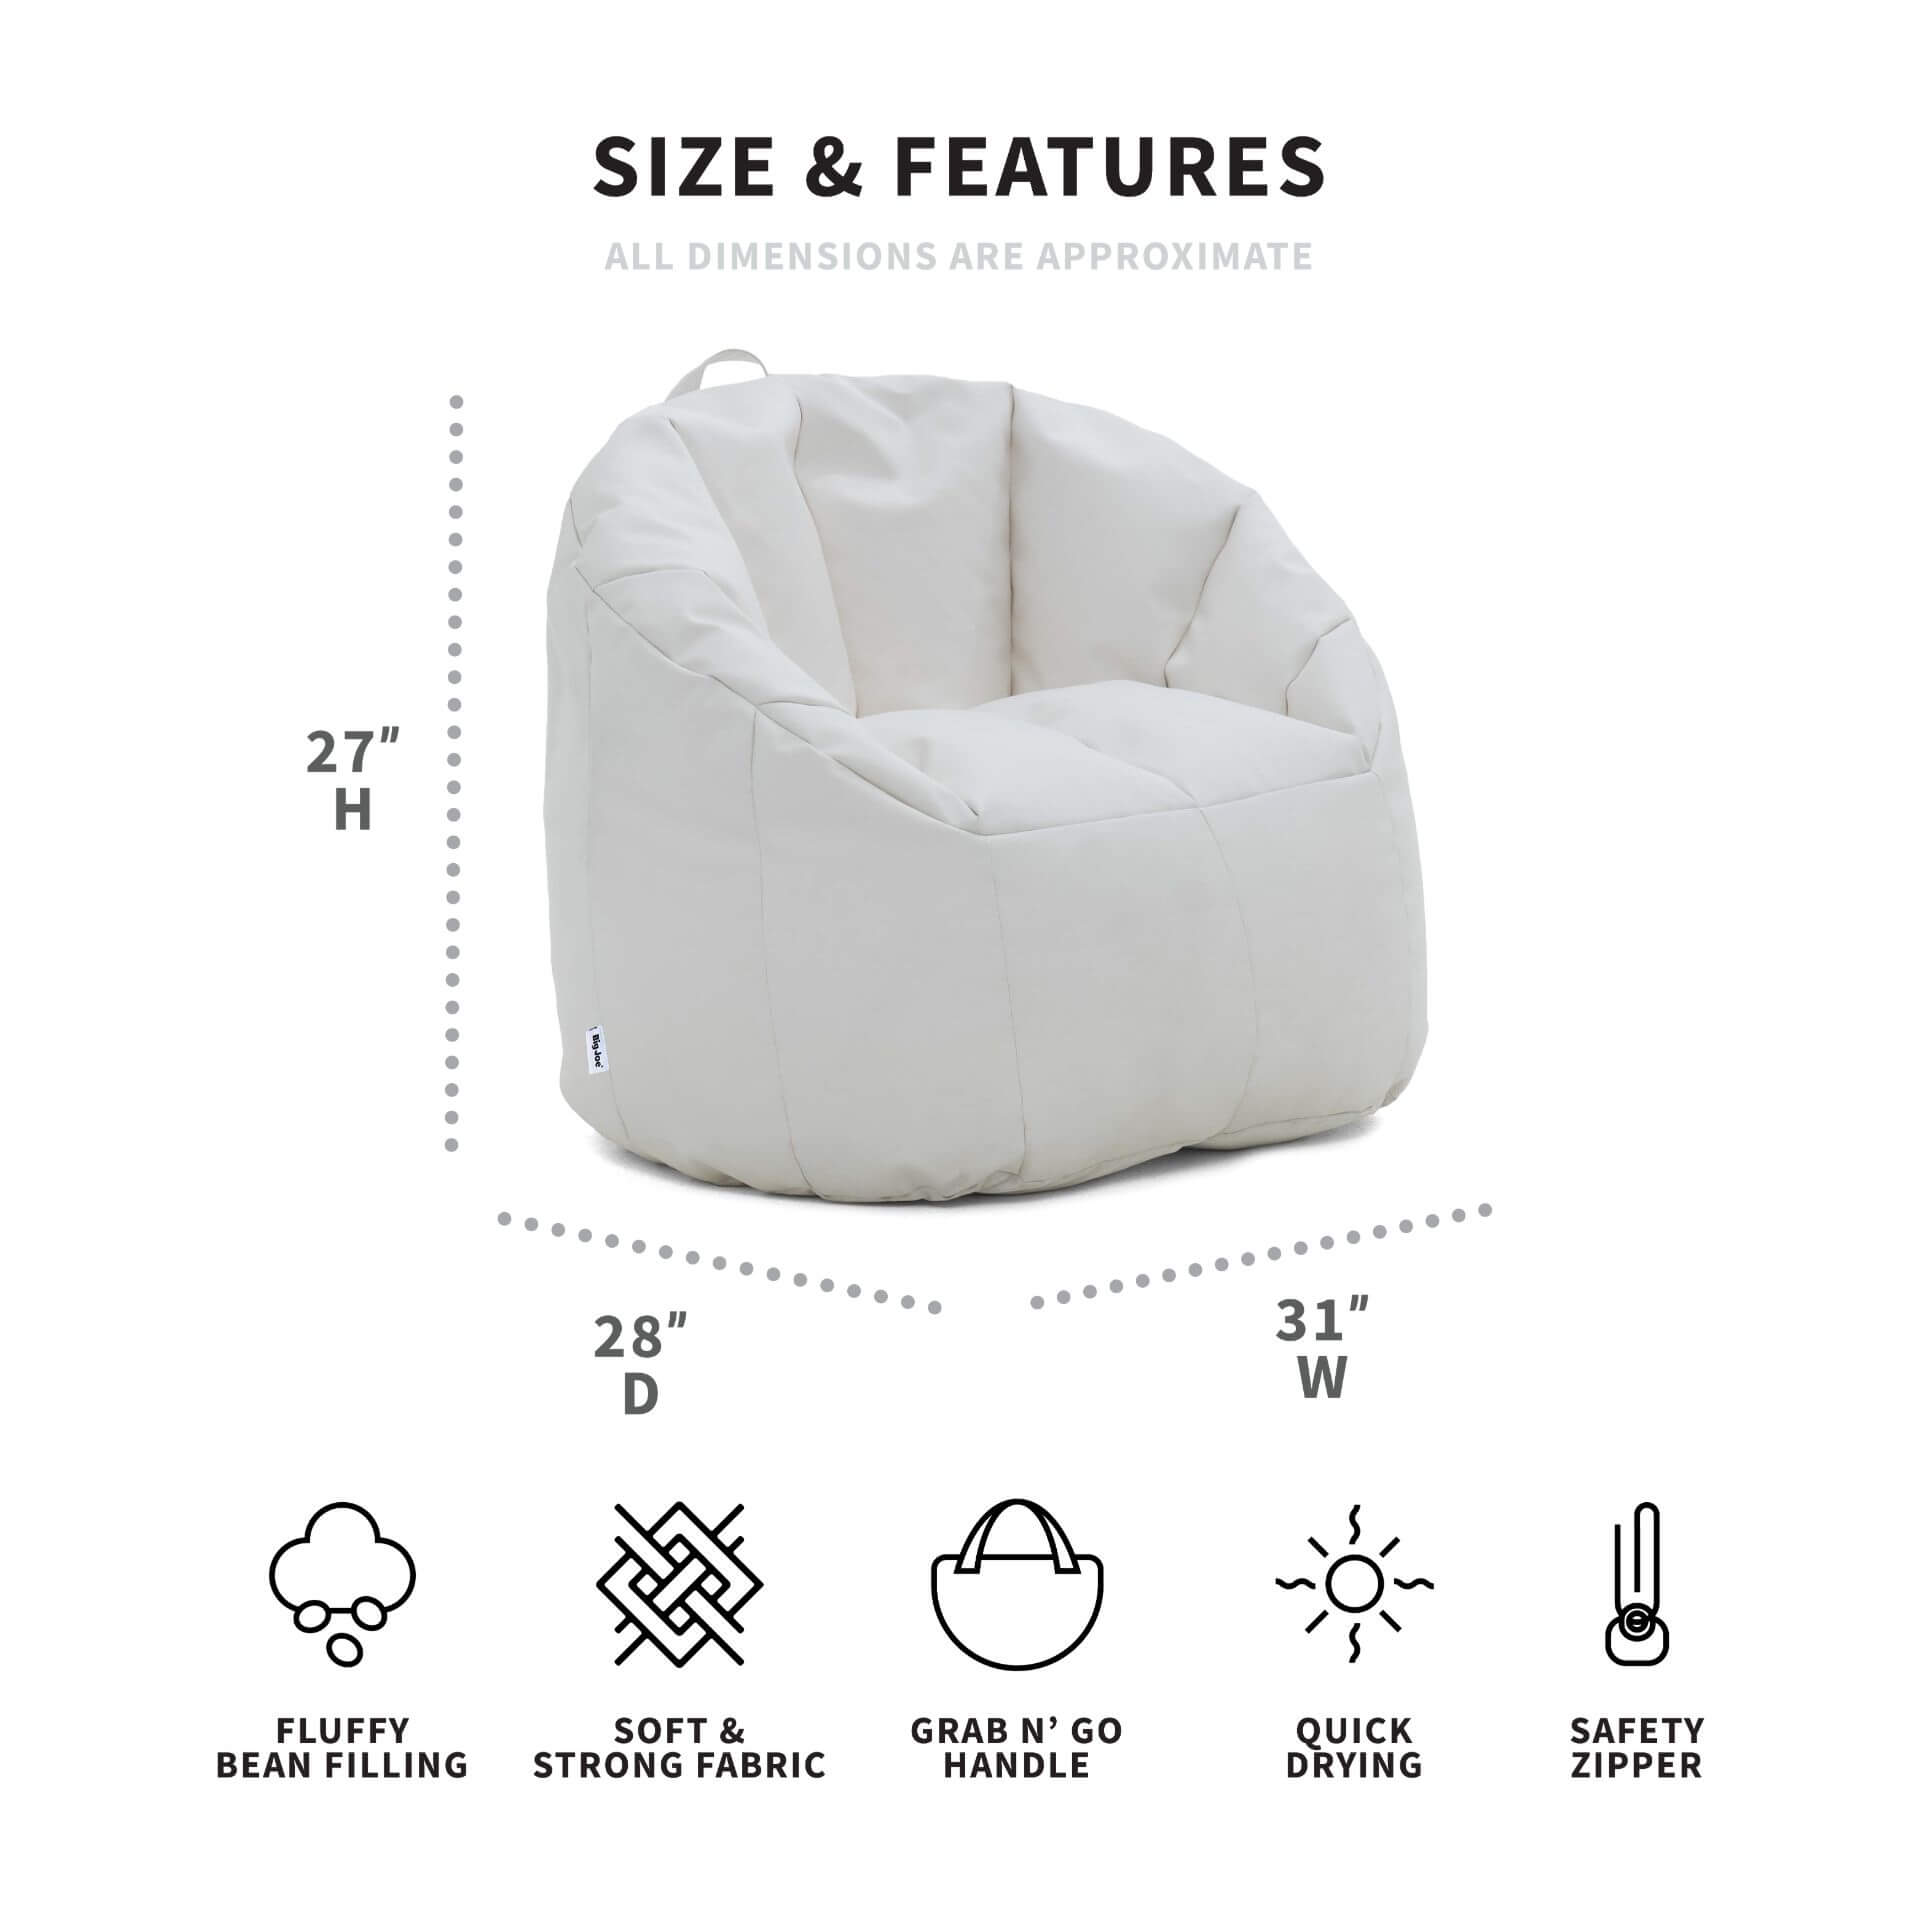 SIZE & FEATURES
ALL DIMENSIONS ARE APPROXIMATE
27"
H
BigJoe
28"
D
31"
W
FLUFFY
BEAN FILLING
SOFT &
STRONG FABRIC
GRAB N’ GO
HANDLE
QUICK
DRYING
SAFETY
ZIPPER